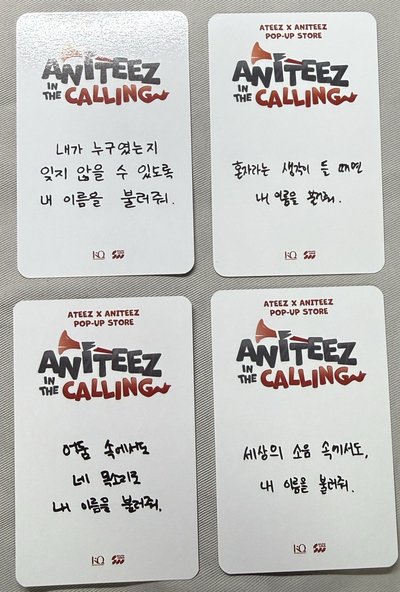 ANITEEZ
IN THE CALLING
내가 누구였는지
잊지 않을 수 있도록
내 이름을 불러줘.
ATEEZ X ANITEEZ
POP-UP STORE
ANITEEZ
IN THE CALLING
혼자라는 생각이 들 때면
내 이름을 불러줘.
ATEEZ X ANITEEZ
POP-UP STORE
ANITEEZ
IN THE CALLING
어둠 속에서도
네 목소리로
내 이름을 불러줘.
ATEEZ X ANITEEZ
POP-UP STORE
ANITEEZ
IN THE CALLING
세상의 소음 속에서도,
내 이름을 불러줘.